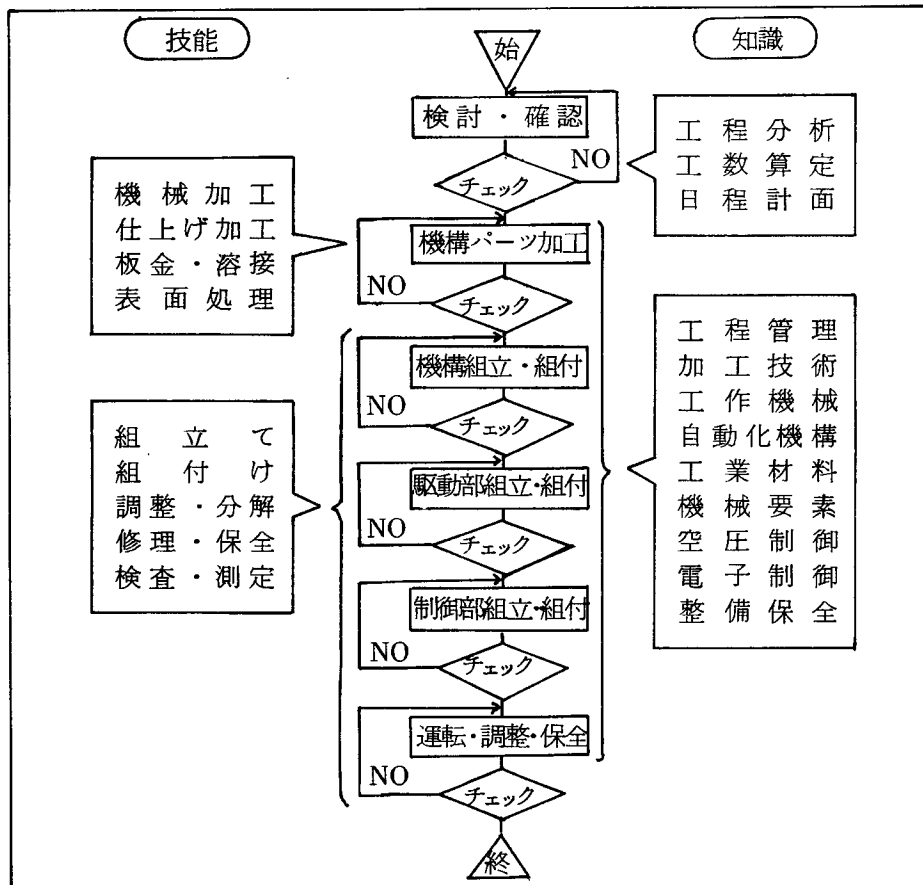 技能
始
知識
検討・確認
NO
チェック
工程分析
工数算定
日程計面
機械加工
仕上げ加工
板金・溶接
表面処理
機構パーツ加工
NO
チェック
機構組立・組付
NO
チェック
駆動部組立・組付
NO
チェック
制御部組立・組付
NO
チェック
運転・調整・保全
NO
チェック
終
組立て
組付け
調整・分解
修理・保全
検査・測定
工程管理
加工技術
工作機械
自動化機構
工業材料
機械要素
空圧制御
電子制御
整備保全